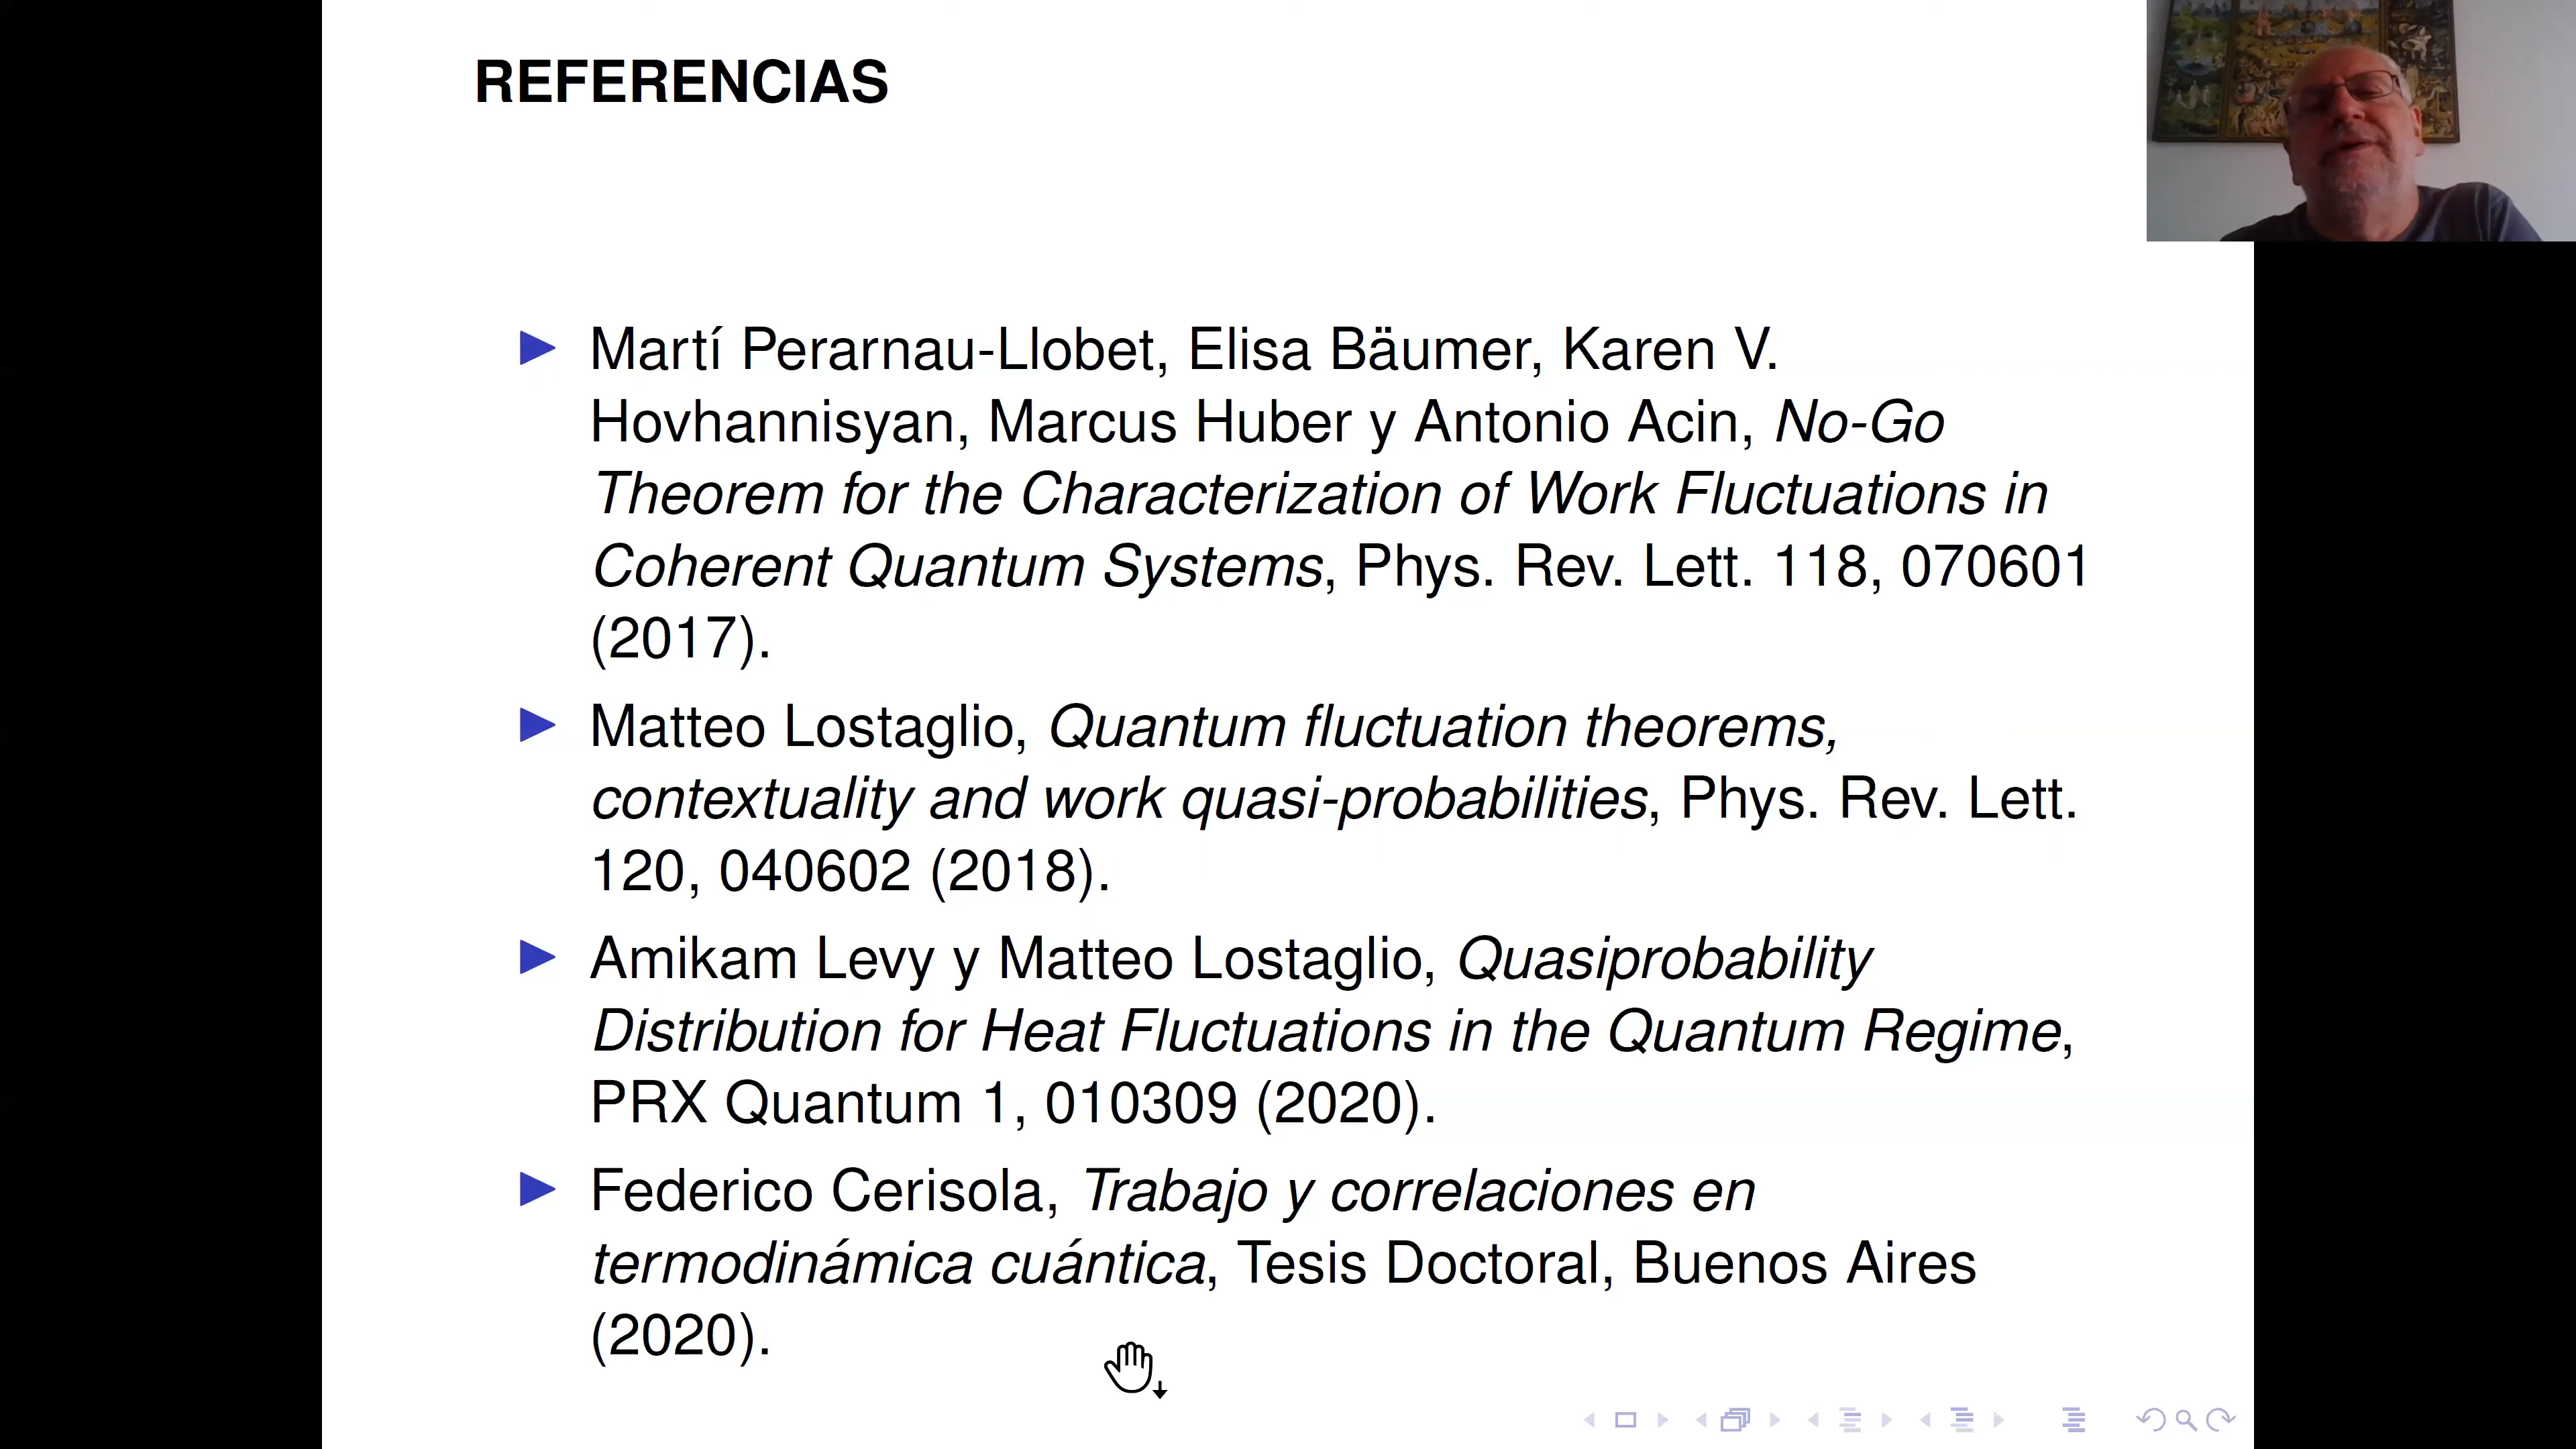 REFERENCIAS
Martí Perarnau-Llobet, Elisa Bäumer, Karen V.
Hovhannisyan, Marcus Huber y Antonio Acin, No-Go
Theorem for the Characterization of Work Fluctuations in
Coherent Quantum Systems, Phys. Rev. Lett. 118, 070601
(2017).
Matteo Lostaglio, Quantum fluctuation theorems,
contextuality and work quasi-probabilities, Phys. Rev. Lett.
120, 040602 (2018).
Amikam Levy y Matteo Lostaglio, Quasiprobability
Distribution for Heat Fluctuations in the Quantum Regime,
PRX Quantum 1, 010309 (2020).
Federico Cerisola, Trabajo y correlaciones en
termodinámica cuántica, Tesis Doctoral, Buenos Aires
(2020).